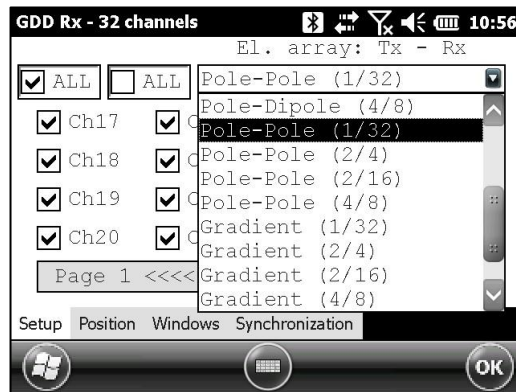 GDD Rx - 32 channels 10:56
El. array: Tx - Rx
ALL ALL Pole-Pole (1/32)
Pole-Dipole (4/8)
Ch17 Pole-Pole (1/32)
Ch18 Pole-Pole (2/4)
Pole-Pole (2/16)
Ch19 Pole-Pole (4/8)
Gradient (1/32)
Ch20 Gradient (2/4)
Page 1 <<<< Gradient (2/16)
Gradient (4/8)
Setup Position Windows Synchronization
OK